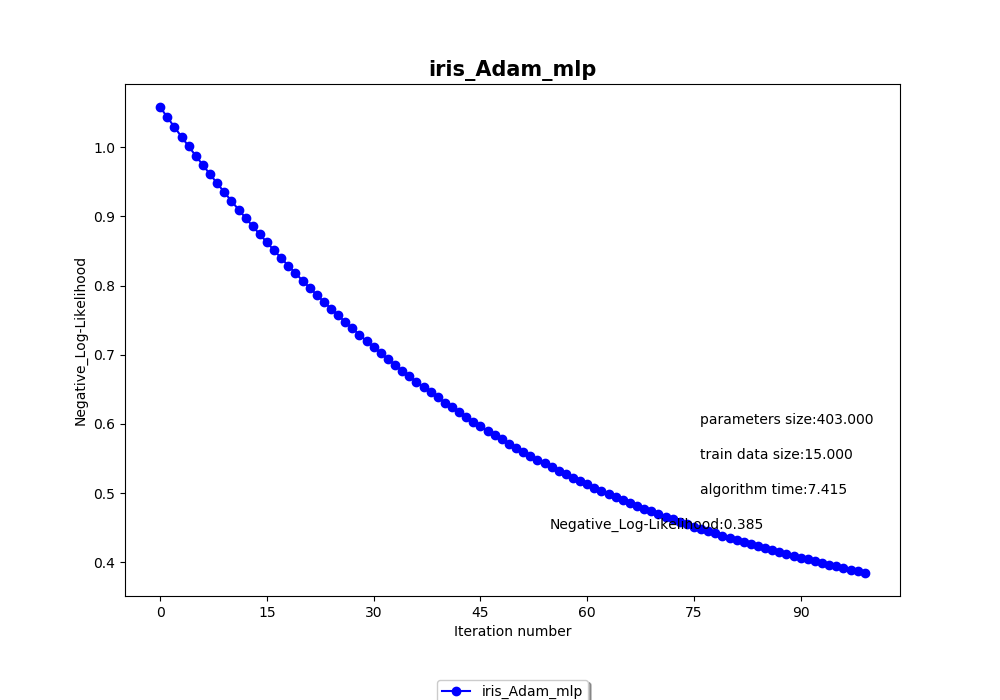 iris_Adam_mlp
1.0
0.9
0.8
0.7
0.6
0.5
0.4
Negative_Log-Likelihood
parameters size:403.000
train data size:15.000
algorithm time:7.415
Negative_Log-Likelihood:0.385
0 15 30 45 60 75 90
Iteration number
iris_Adam_mlp